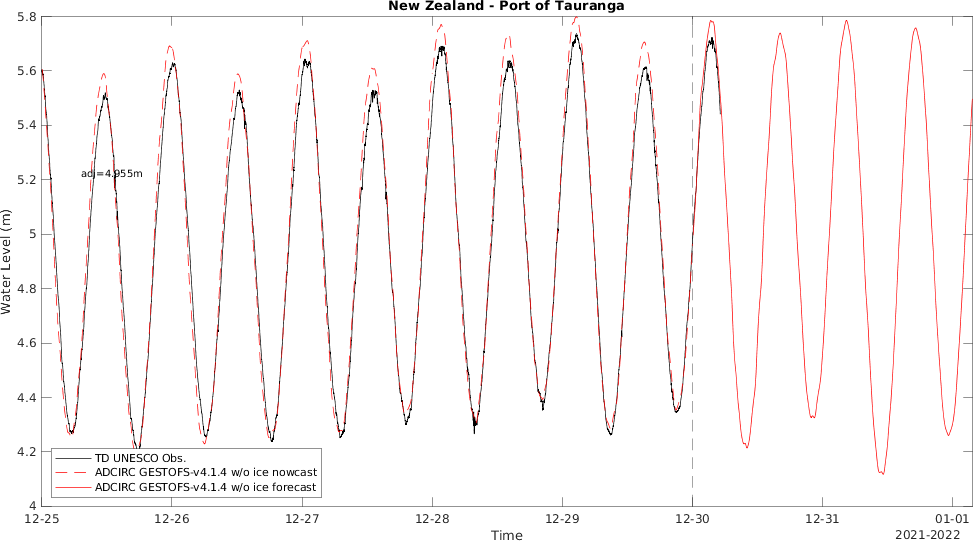 New Zealand - Port of Tauranga
5.8
5.6
5.4
5.2
5
4.8
4.6
4.4
4.2
4
Water Level (m)
adj=4.955m
TD UNESCO Obs.
ADCIRC GESTOFS-v4.1.4 w/o ice nowcast
ADCIRC GESTOFS-v4.1.4 w/o ice forecast
12-25 12-26 12-27 12-28 12-29 12-30 12-31 01-01
Time
2021-2022